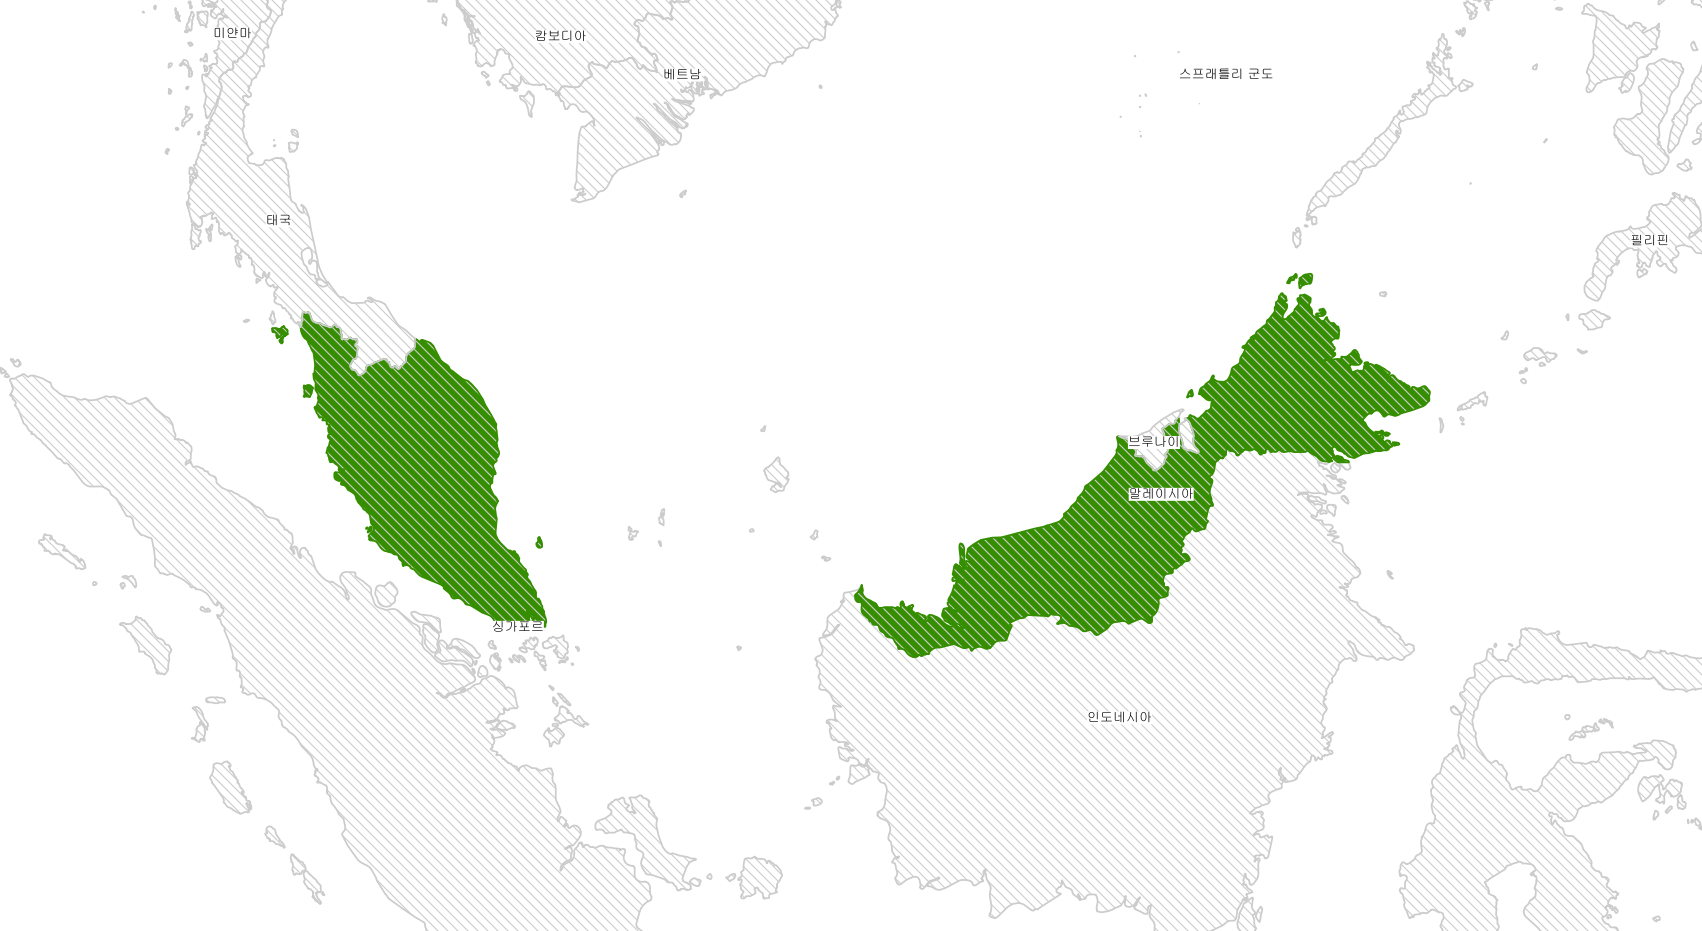 미얀마
캄보디아
베트남
스프래틀리 군도
태국
필리핀
브루나이
말레이시아
싱가포르
인도네시아